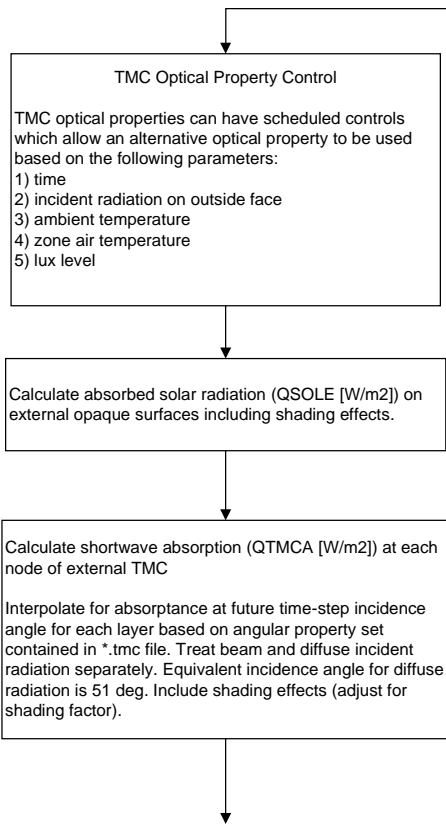 TMC Optical Property Control
TMC optical properties can have scheduled controls
which allow an alternative optical property to be used
based on the following parameters:
1) time
2) incident radiation on outside face
3) ambient temperature
4) zone air temperature
5) lux level
Calculate absorbed solar radiation (QSOLE [W/m2]) on
external opaque surfaces including shading effects.
Calculate shortwave absorption (QTMCA [W/m2]) at each
node of external TMC
Interpolate for absorptance at future time-step incidence
angle for each layer based on angular property set
contained in *.tmc file. Treat beam and diffuse incident
radiation separately. Equivalent incidence angle for diffuse
radiation is 51 deg. Include shading effects (adjust for
shading factor).